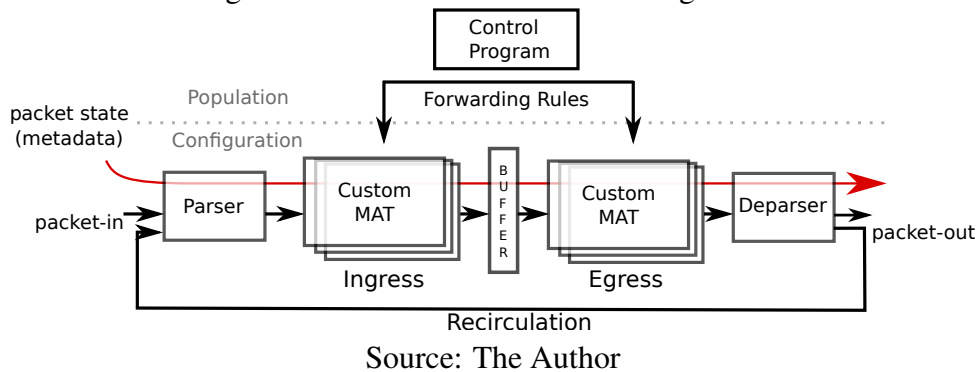 Control
Program
Population
Forwarding Rules
packet state
(metadata)
Configuration
Parser
Custom
MAT
BUFFER
Custom
MAT
Deparser
packet-in
packet-out
Ingress
Egress
Recirculation
Source: The Author